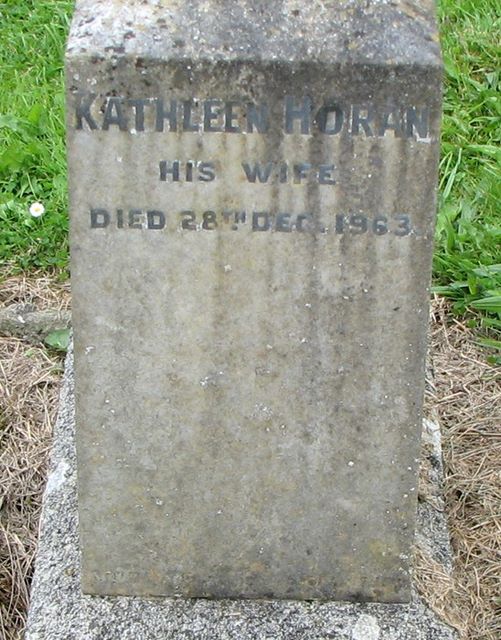 KATHLEEN HORAN
HIS WIFE
DIED 28TH DEC. 1963.